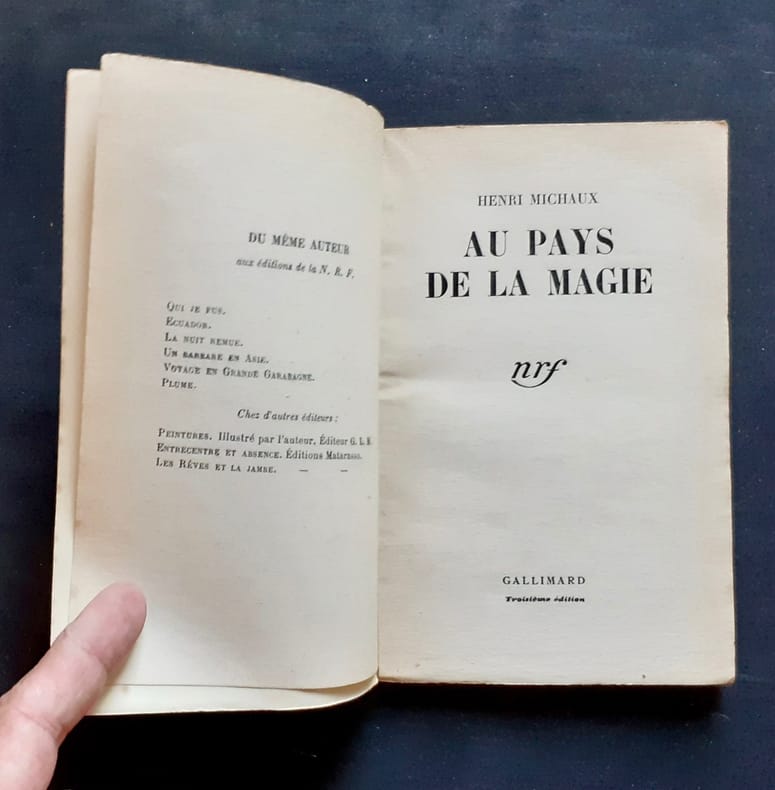 DU MÊME AUTEUR
aux éditions de la N. R. F.
QUI JE FUS.
ECUADOR.
LA NUIT REMUE.
UN BARBARE EN ASIE.
VOYAGE EN GRANDE GARABAGNE.
PLUME.
Chez d'autres éditeurs :
PEINTURES. Illustré par l'auteur. Éditeur G. L. M.
ENTRECENTRE ET ABSENCE. Éditions Matarasso.
LES RÊVES ET LA JAMBE. — —
HENRI MICHAUX
AU PAYS
DE LA MAGIE
nrf
GALLIMARD
Troisième édition